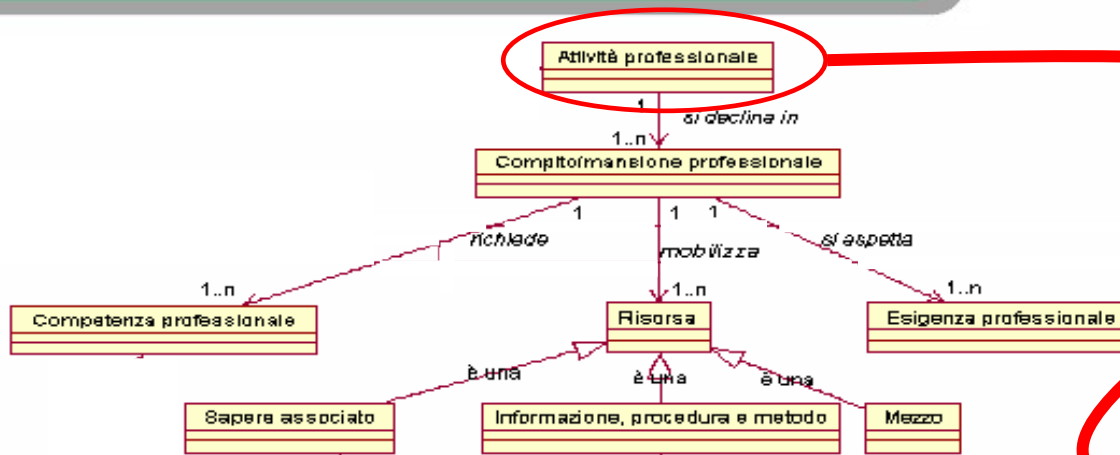 Attività professionale
1
si declina in
1..n
Compito/mansione professionale
1 1 1
richiede
mobilizza
si aspetta
1..n 1..n 1..n
Competenza professionale
Risorsa
Esigenza professionale
è una è una è una
Sapere associato
Informazione, procedura e metodo
Mezzo